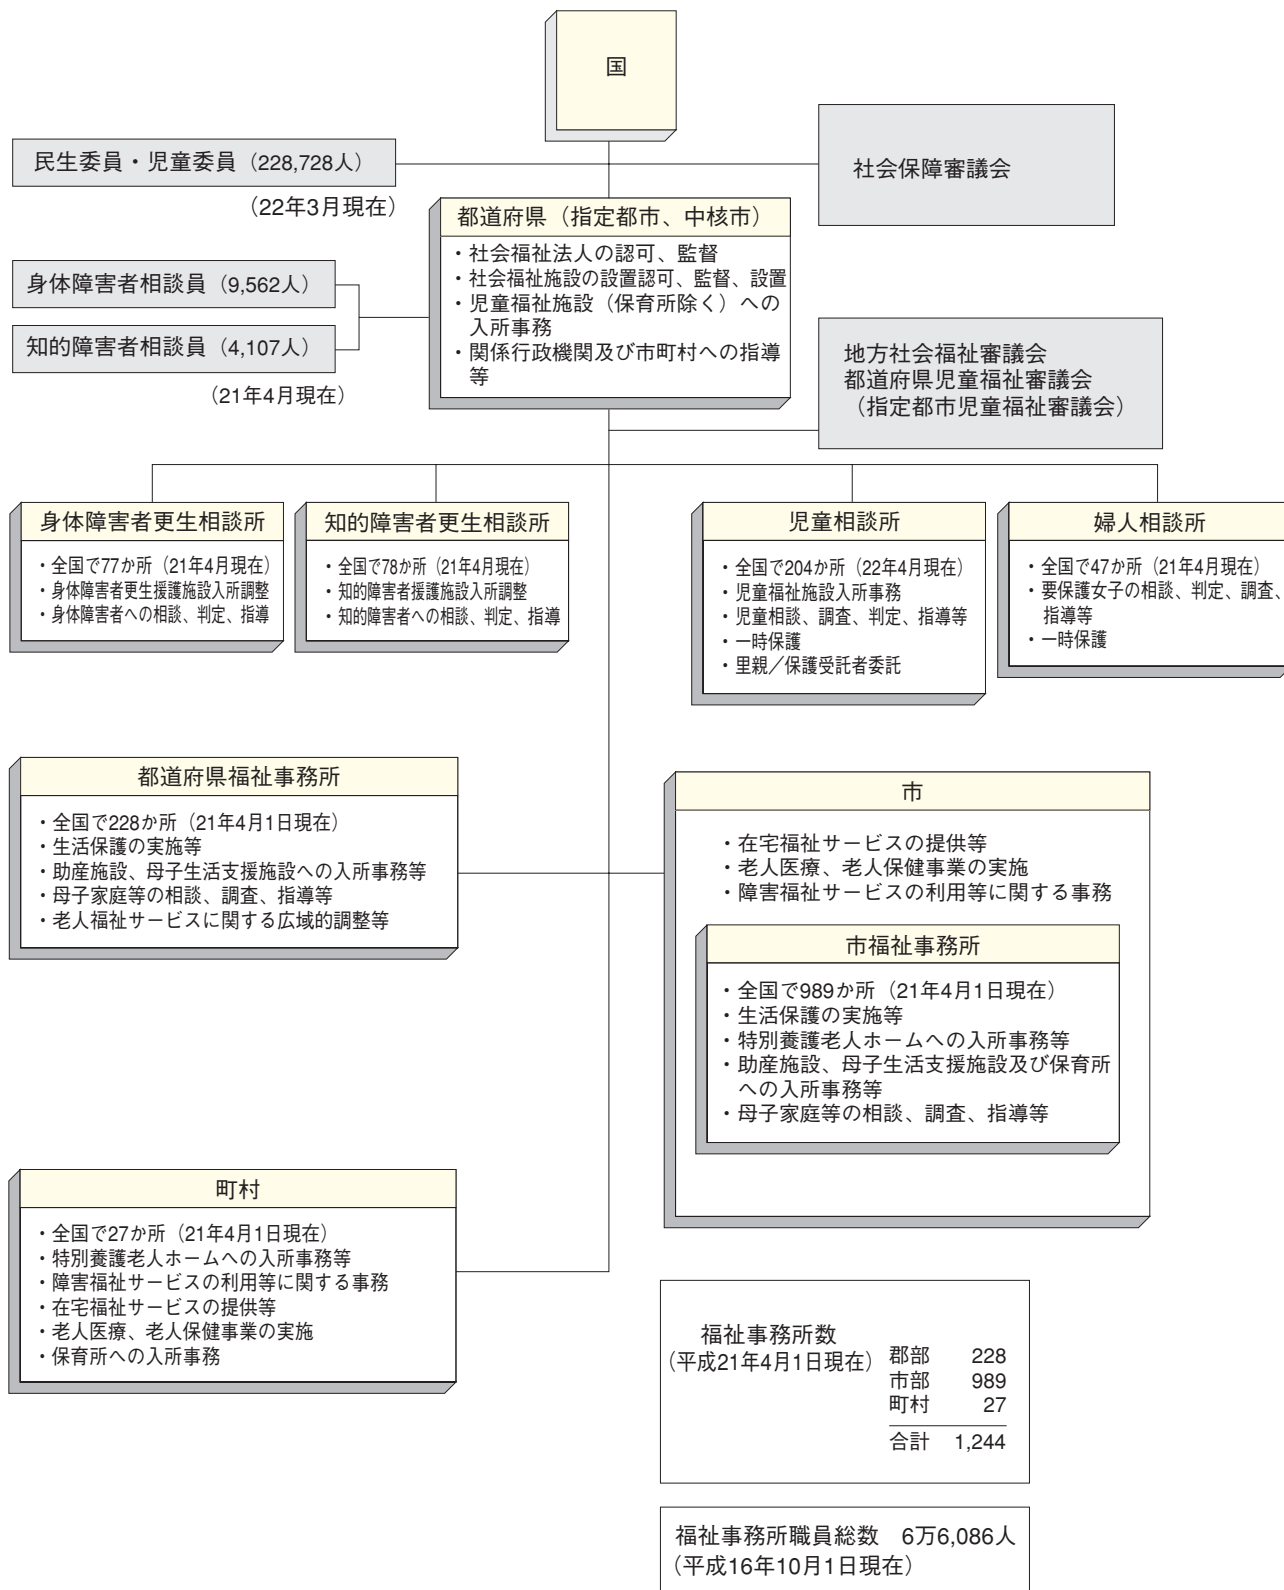 国
民生委員・児童委員（228,728人）
（22年3月現在）
社会保障審議会
都道府県（指定都市、中核市）
・社会福祉法人の認可、監督
・社会福祉施設の設置認可、監督、設置
・児童福祉施設（保育所除く）への
入所事務
・関係行政機関及び市町村への指導
等
身体障害者相談員（9,562人）
知的障害者相談員（4,107人）
（21年4月現在）
地方社会福祉審議会
都道府県児童福祉審議会
（指定都市児童福祉審議会）
身体障害者更生相談所
・全国で77か所（21年4月現在）
・身体障害者更生援護施設入所調整
・身体障害者への相談、判定、指導
知的障害者更生相談所
・全国で78か所（21年4月現在）
・知的障害者援護施設入所調整
・知的障害者への相談、判定、指導
児童相談所
・全国で204か所（22年4月現在）
・児童福祉施設入所事務
・児童相談、調査、判定、指導等
・一時保護
・里親／保護受託者委託
婦人相談所
・全国で47か所（21年4月現在）
・要保護女子の相談、判定、調査、
指導等
・一時保護
都道府県福祉事務所
・全国で228か所（21年4月1日現在）
・生活保護の実施等
・助産施設、母子生活支援施設への入所事務等
・母子家庭等の相談、調査、指導等
・老人福祉サービスに関する広域的調整等
市
・在宅福祉サービスの提供等
・老人医療、老人保健事業の実施
・障害福祉サービスの利用等に関する事務
市福祉事務所
・全国で989か所（21年4月1日現在）
・生活保護の実施等
・特別養護老人ホームへの入所事務等
・助産施設、母子生活支援施設及び保育所
への入所事務等
・母子家庭等の相談、調査、指導等
町村
・全国で27か所（21年4月1日現在）
・特別養護老人ホームへの入所事務等
・障害福祉サービスの利用等に関する事務
・在宅福祉サービスの提供等
・老人医療、老人保健事業の実施
・保育所への入所事務
福祉事務所数
（平成21年4月1日現在）
郡部 228
市部 989
町村 27
合計 1,244
福祉事務所職員総数 6万6,086人
（平成16年10月1日現在）